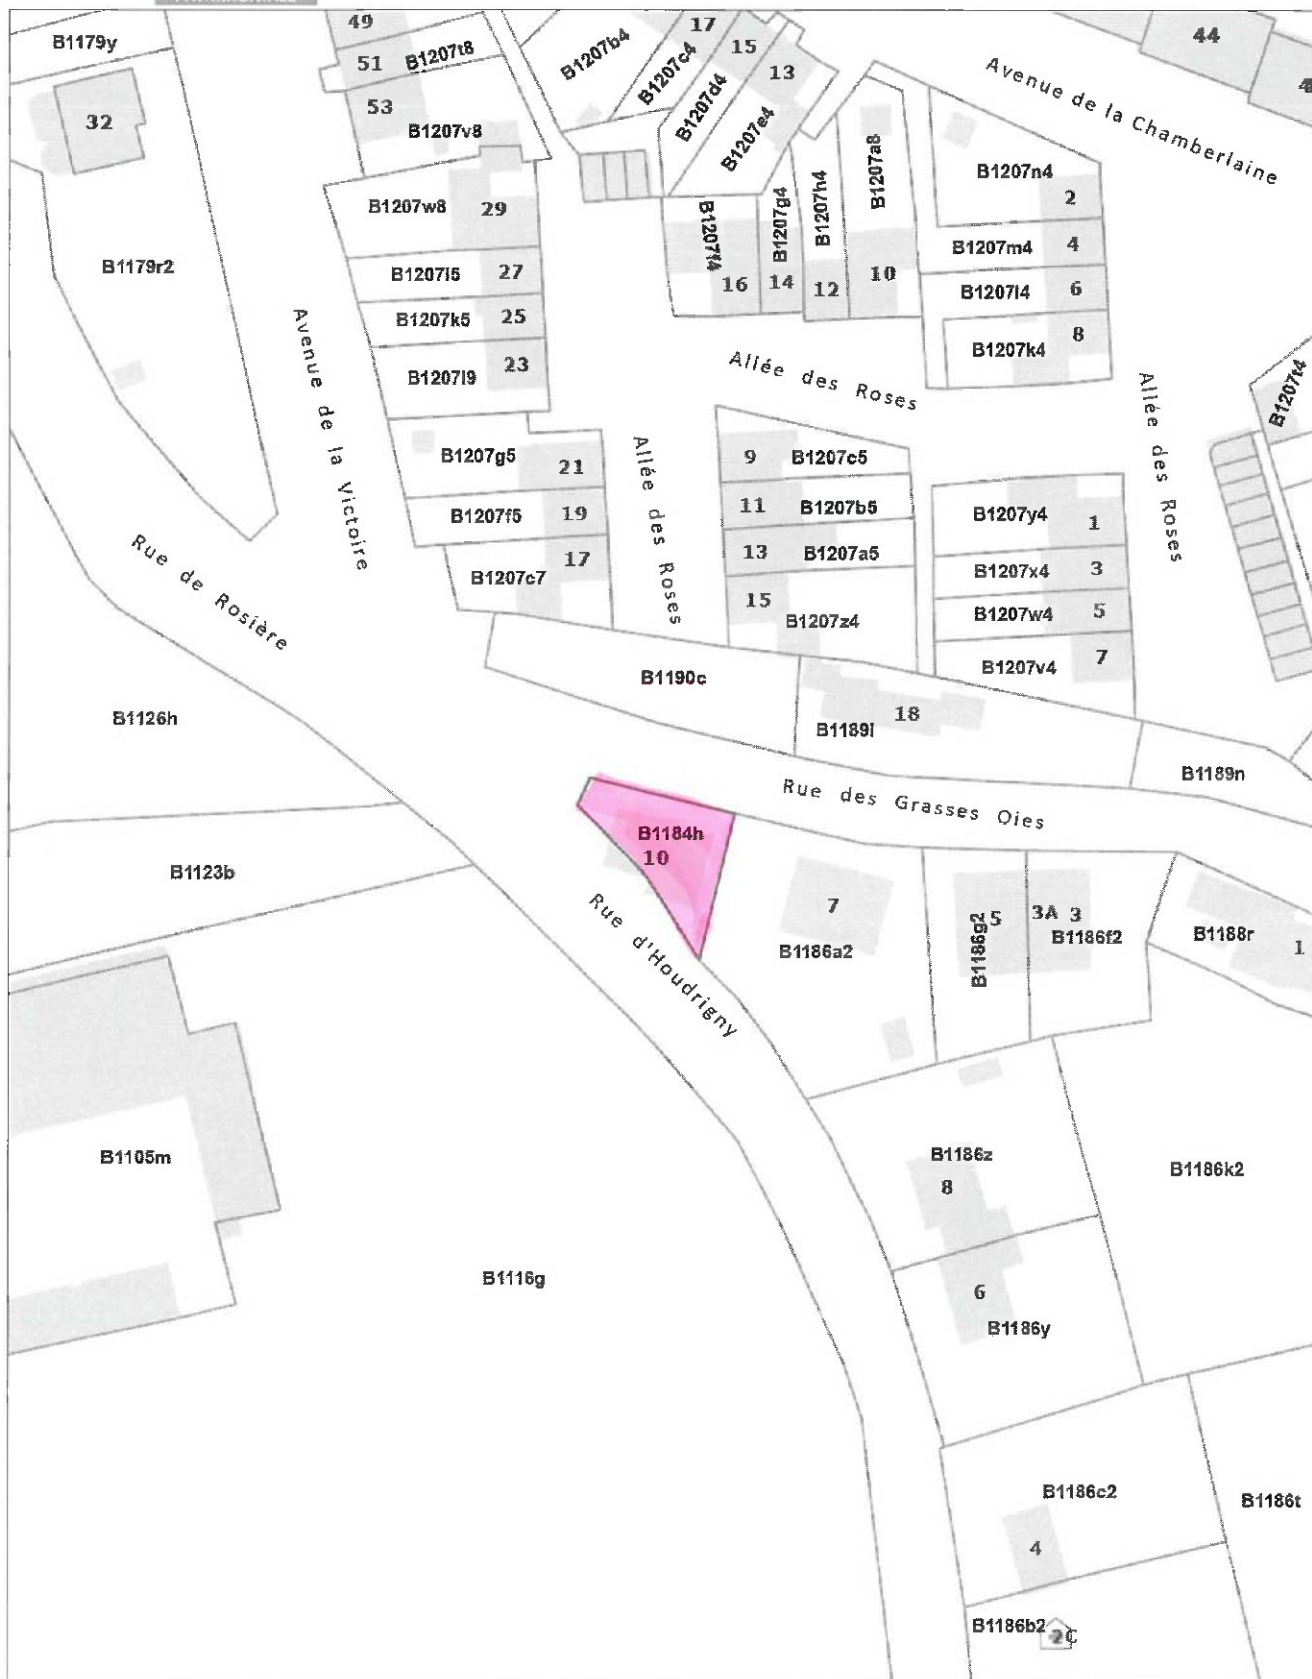 49
17
44
B1179y
51
B1207t8
B1207b4
B1207c4
15
13
Avenue de la Chamberlaine
32
53
B1207v8
B1207d4
B1207e4
B1207a8
B1207n4
2
B1207w8
29
B1207f4
B1207g4
B1207h4
B1207m4
4
B1179r2
B1207l5
27
16
14
12
10
B1207l4
6
B1207k5
25
B1207k4
8
Avenue de la Victoire
B1207l9
23
Allée des Roses
Allée des Roses
B1207t4
B1207g5
21
Allée des Roses
9
B1207c5
B1207f5
19
11
B1207b5
B1207y4
1
B1207c7
17
13
B1207a5
B1207x4
3
Rue de Rosière
15
B1207z4
B1207w4
5
B1190c
B1207v4
7
B1126h
B1189l
18
B1189n
Rue des Grasses Oies
B1184h
10
B1123b
7
5
3A
3
Rue d'Houdrigny
B1186a2
B1186g2
B1186f2
B1188r
1
B1105m
B1186z
8
B1186k2
B1116g
6
B1186y
B1186c2
B1186t
4
B1186b2
2C